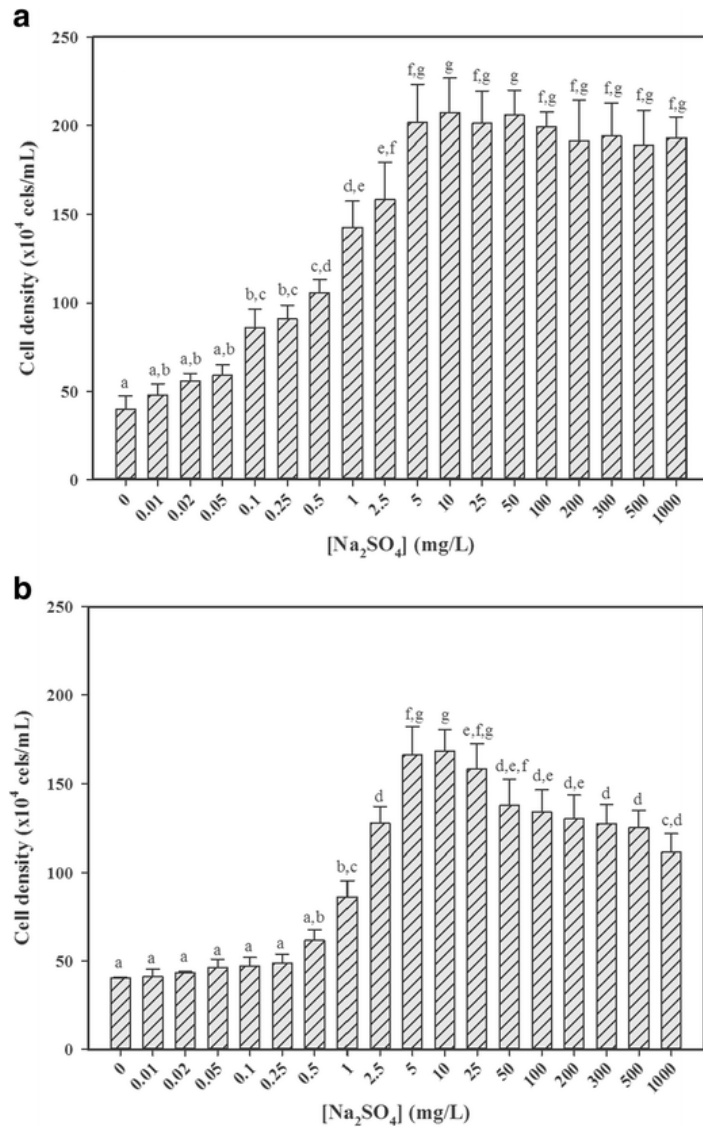 a
250
200
150
100
50
0
Cell density (x10⁴ cels/mL)
a
a,b
a,b
a,b
b,c
b,c
c,d
d,e
e,f
f,g
g
f,g
g
f,g
f,g
f,g
f,g
f,g
0 0.01 0.02 0.05 0.1 0.25 0.5 1 2.5 5 10 25 50 100 200 300 500 1000
[Na₂SO₄] (mg/L)
b
250
200
150
100
50
0
Cell density (x10⁴ cels/mL)
a
a
a
a
a
a
a,b
b,c
d
f,g
g
e,f,g
d,e,f
d,e
d,e
d
d
c,d
0 0.01 0.02 0.05 0.1 0.25 0.5 1 2.5 5 10 25 50 100 200 300 500 1000
[Na₂SO₄] (mg/L)